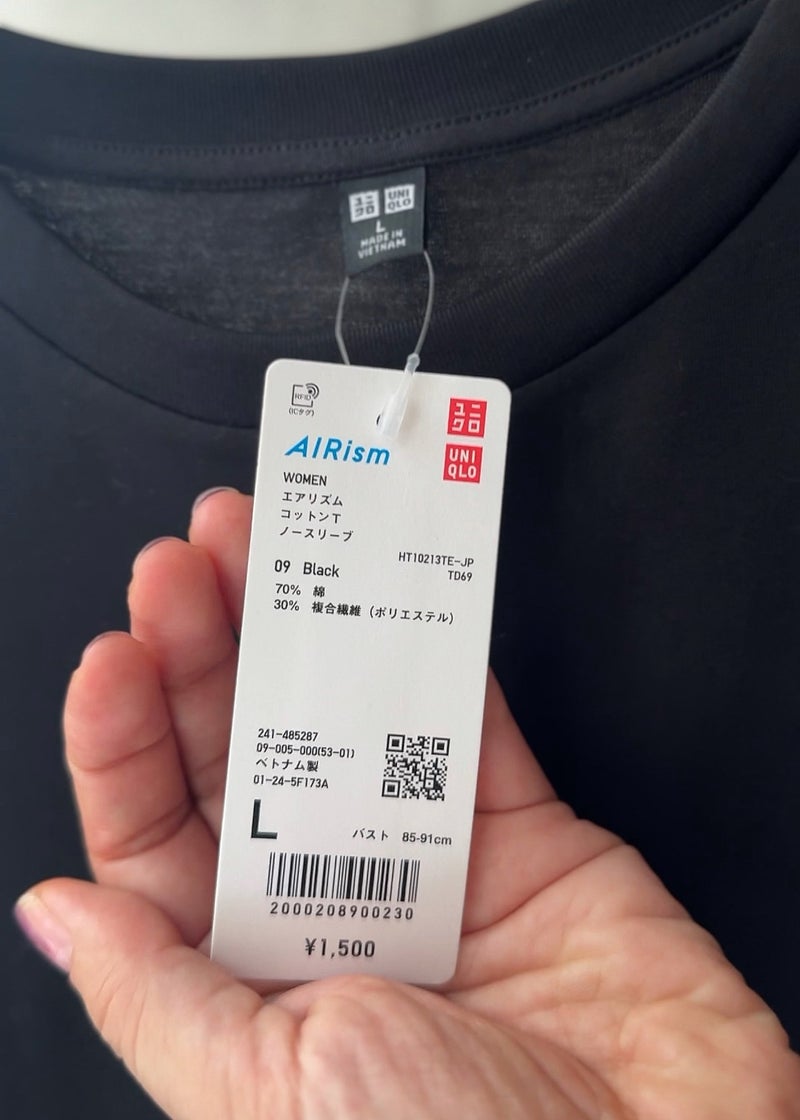 ユニ
クロ
UNI
QLO
L
MADE IN
VIETNAM
RFID
(ICタグ)
ユニ
クロ
UNI
QLO
AIRism
WOMEN
エアリズム
コットンT
ノースリーブ
HT10213TE-JP
TD69
09 Black
70% 綿
30% 複合繊維(ポリエステル)
241-485287
09-005-000(53-01)
ベトナム製
01-24-5F173A
L
バスト 85-91cm
2000208900230
¥1,500